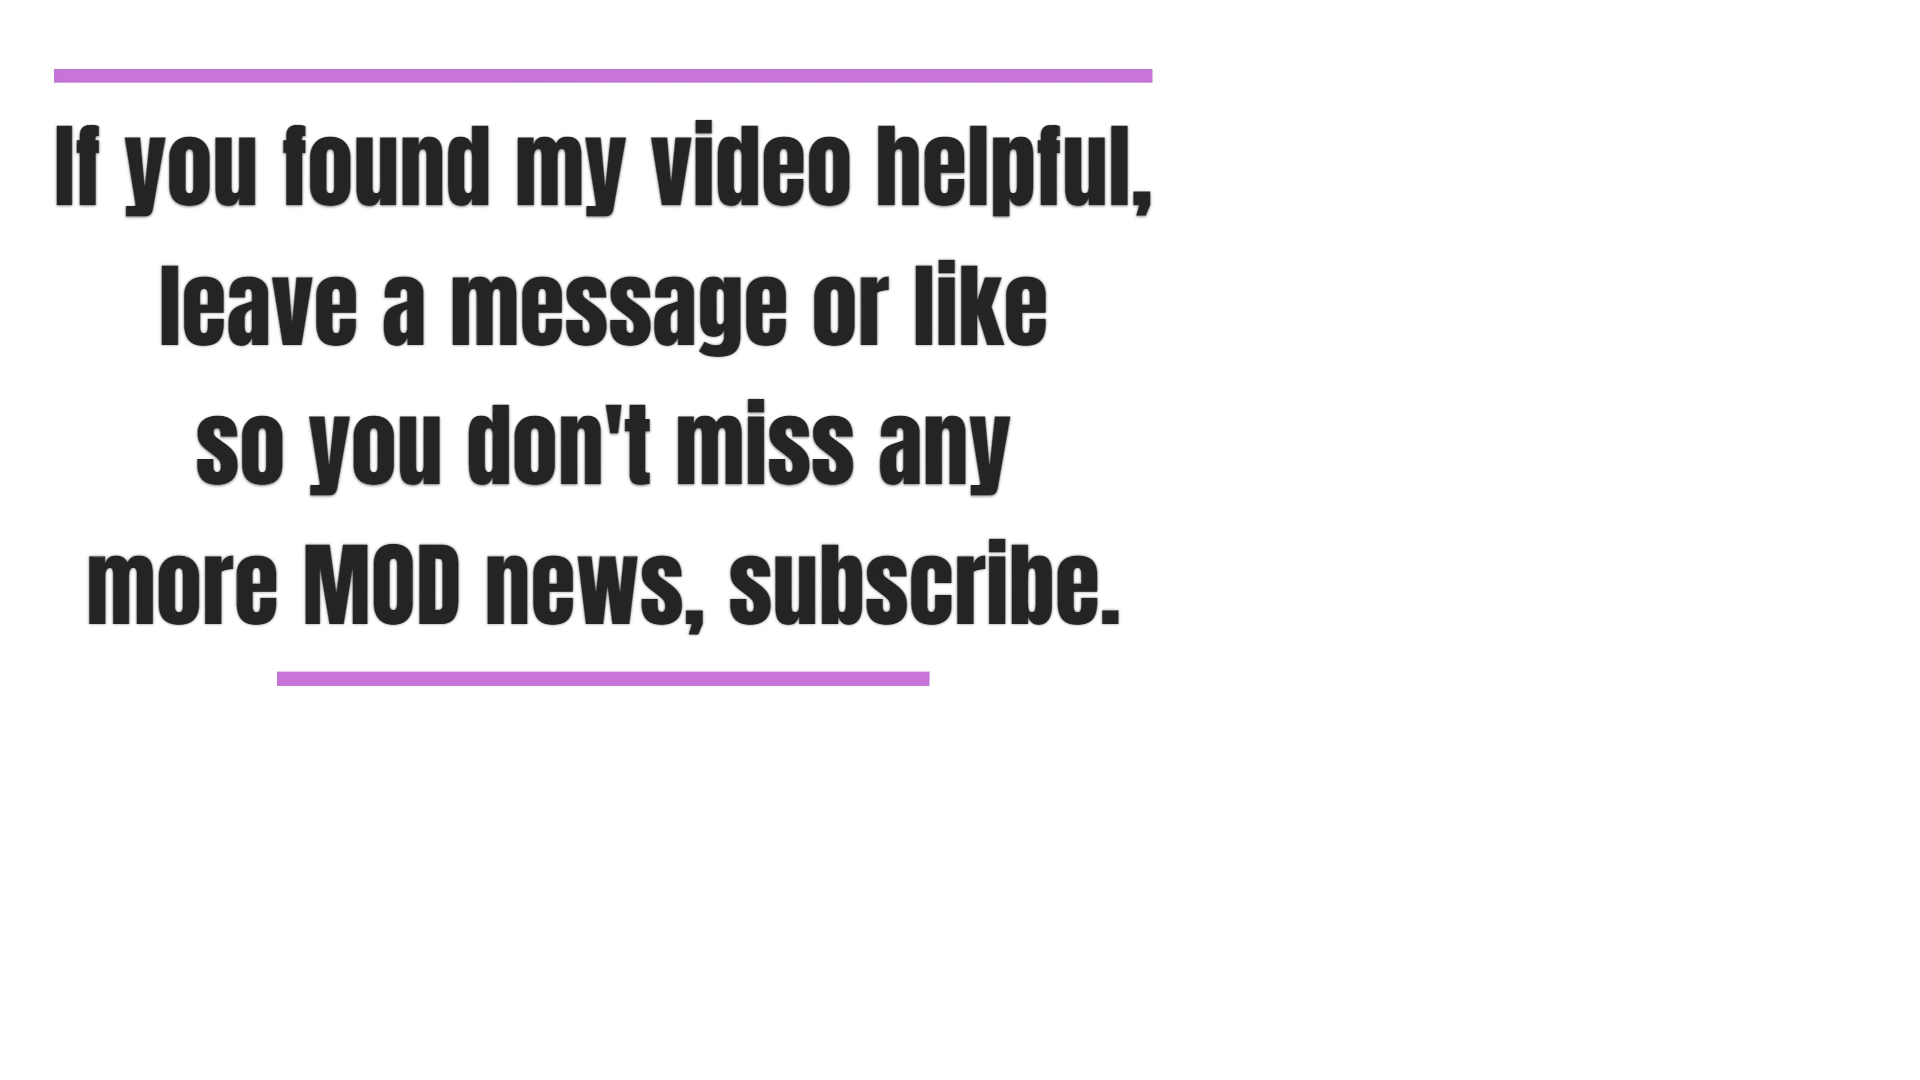 If you found my video helpful,
leave a message or like
so you don't miss any
more MOD news, subscribe.